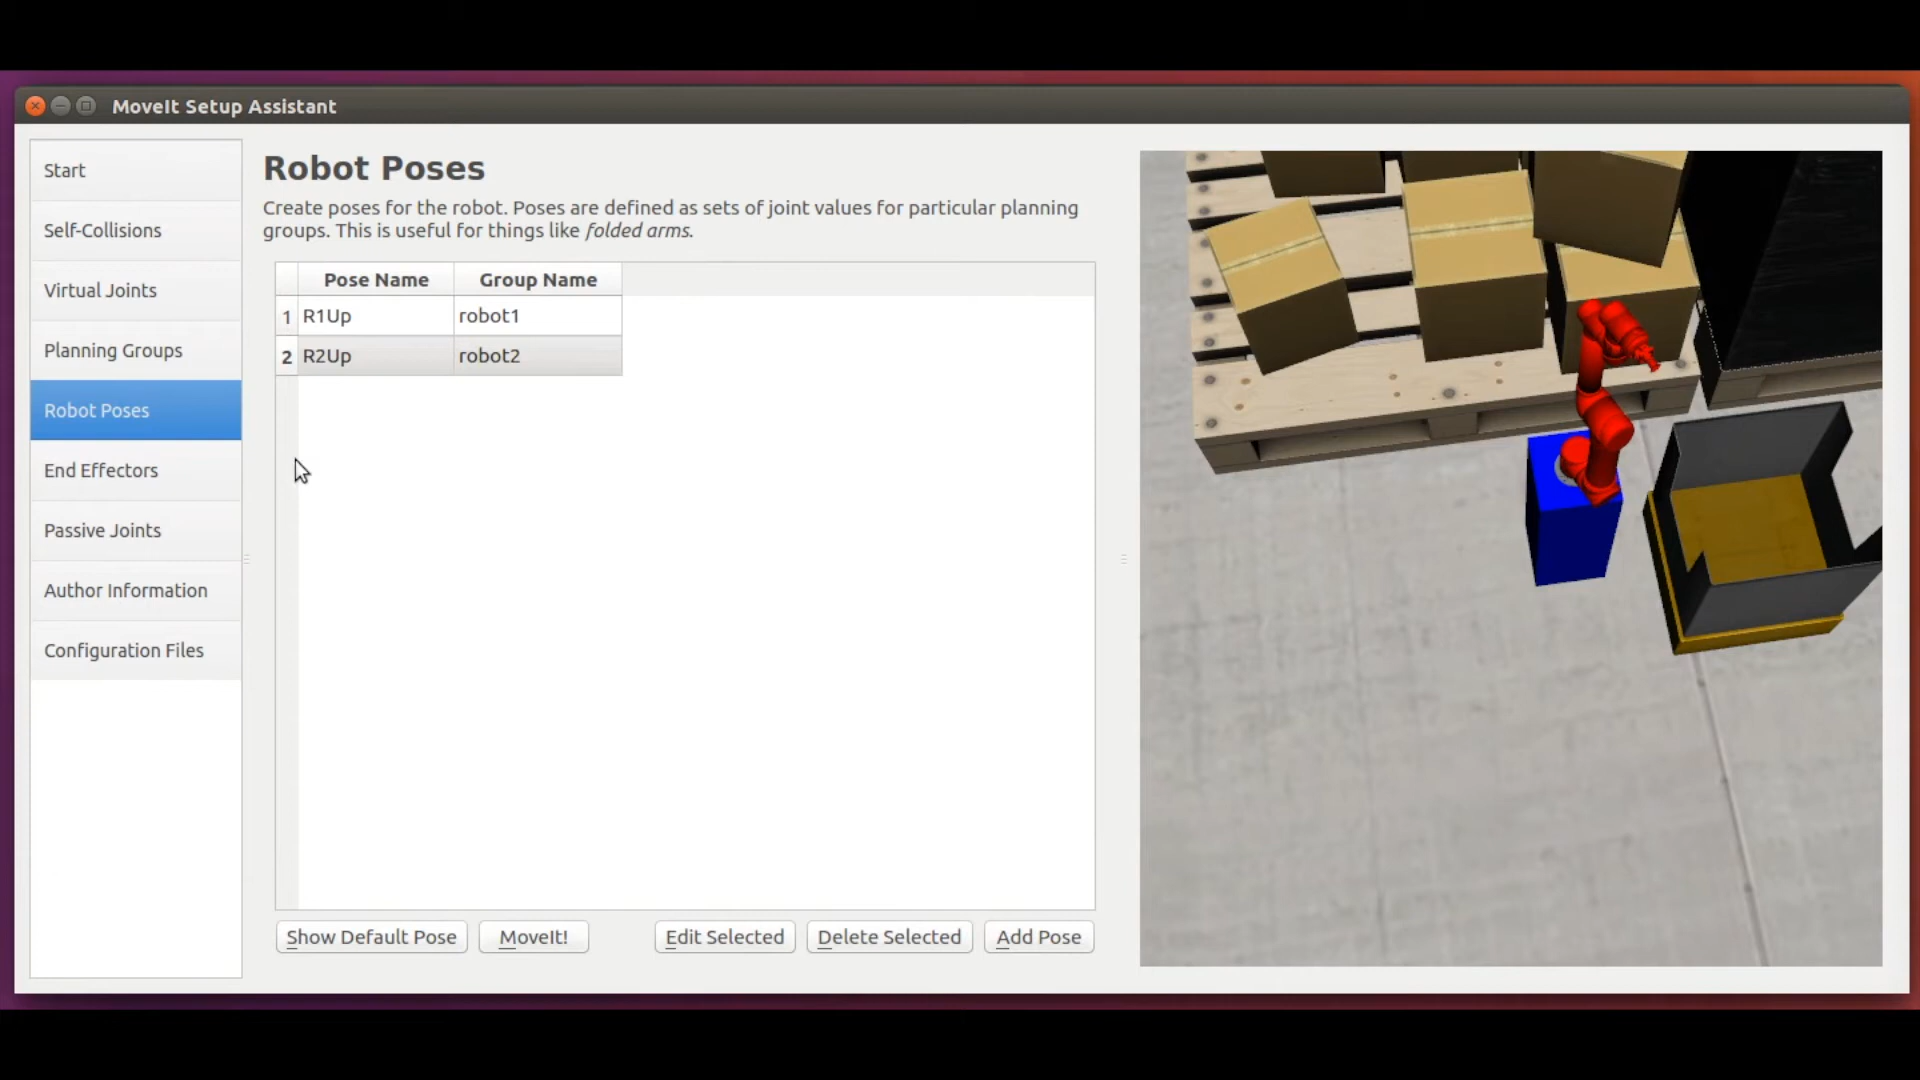 MoveIt Setup Assistant
Start
Self-Collisions
Virtual Joints
Planning Groups
Robot Poses
End Effectors
Passive Joints
Author Information
Configuration Files
Robot Poses
Create poses for the robot. Poses are defined as sets of joint values for particular planning
groups. This is useful for things like folded arms.
Pose Name Group Name
1 R1Up robot1
2 R2Up robot2
Show Default Pose MoveIt! Edit Selected Delete Selected Add Pose